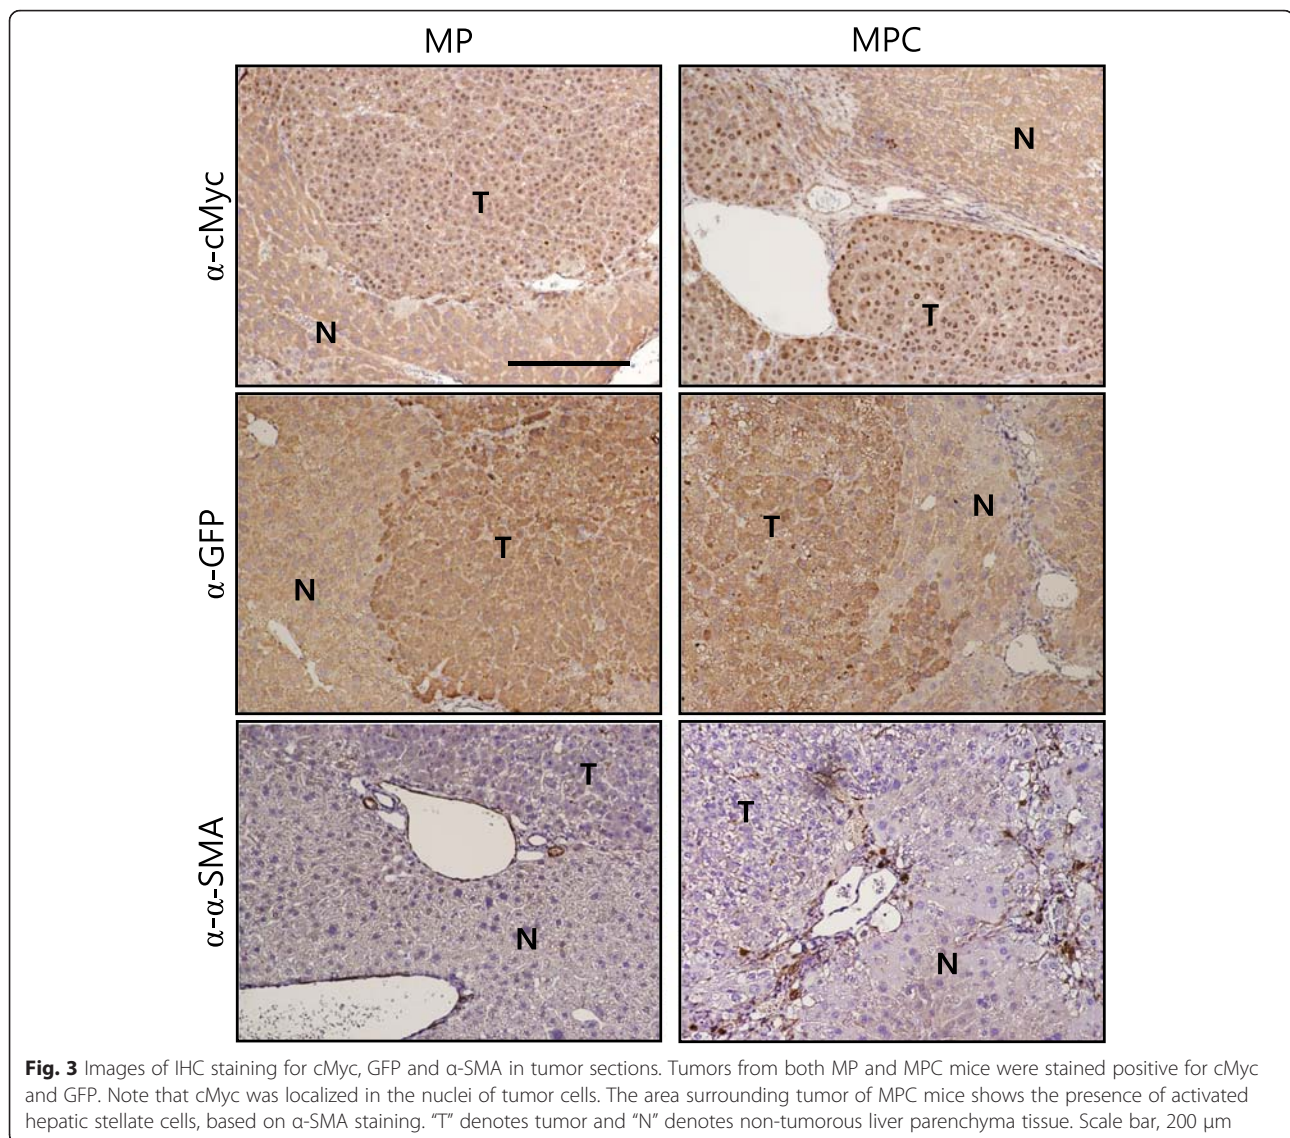 MP
MPC
α-cMyc
T
N
N
T
α-GFP
T
N
T
N
α-α-SMA
T
N
T
N
Fig. 3 Images of IHC staining for cMyc, GFP and α-SMA in tumor sections. Tumors from both MP and MPC mice were stained positive for cMyc
and GFP. Note that cMyc was localized in the nuclei of tumor cells. The area surrounding tumor of MPC mice shows the presence of activated
hepatic stellate cells, based on α-SMA staining. “T” denotes tumor and “N” denotes non-tumorous liver parenchyma tissue. Scale bar, 200 μm